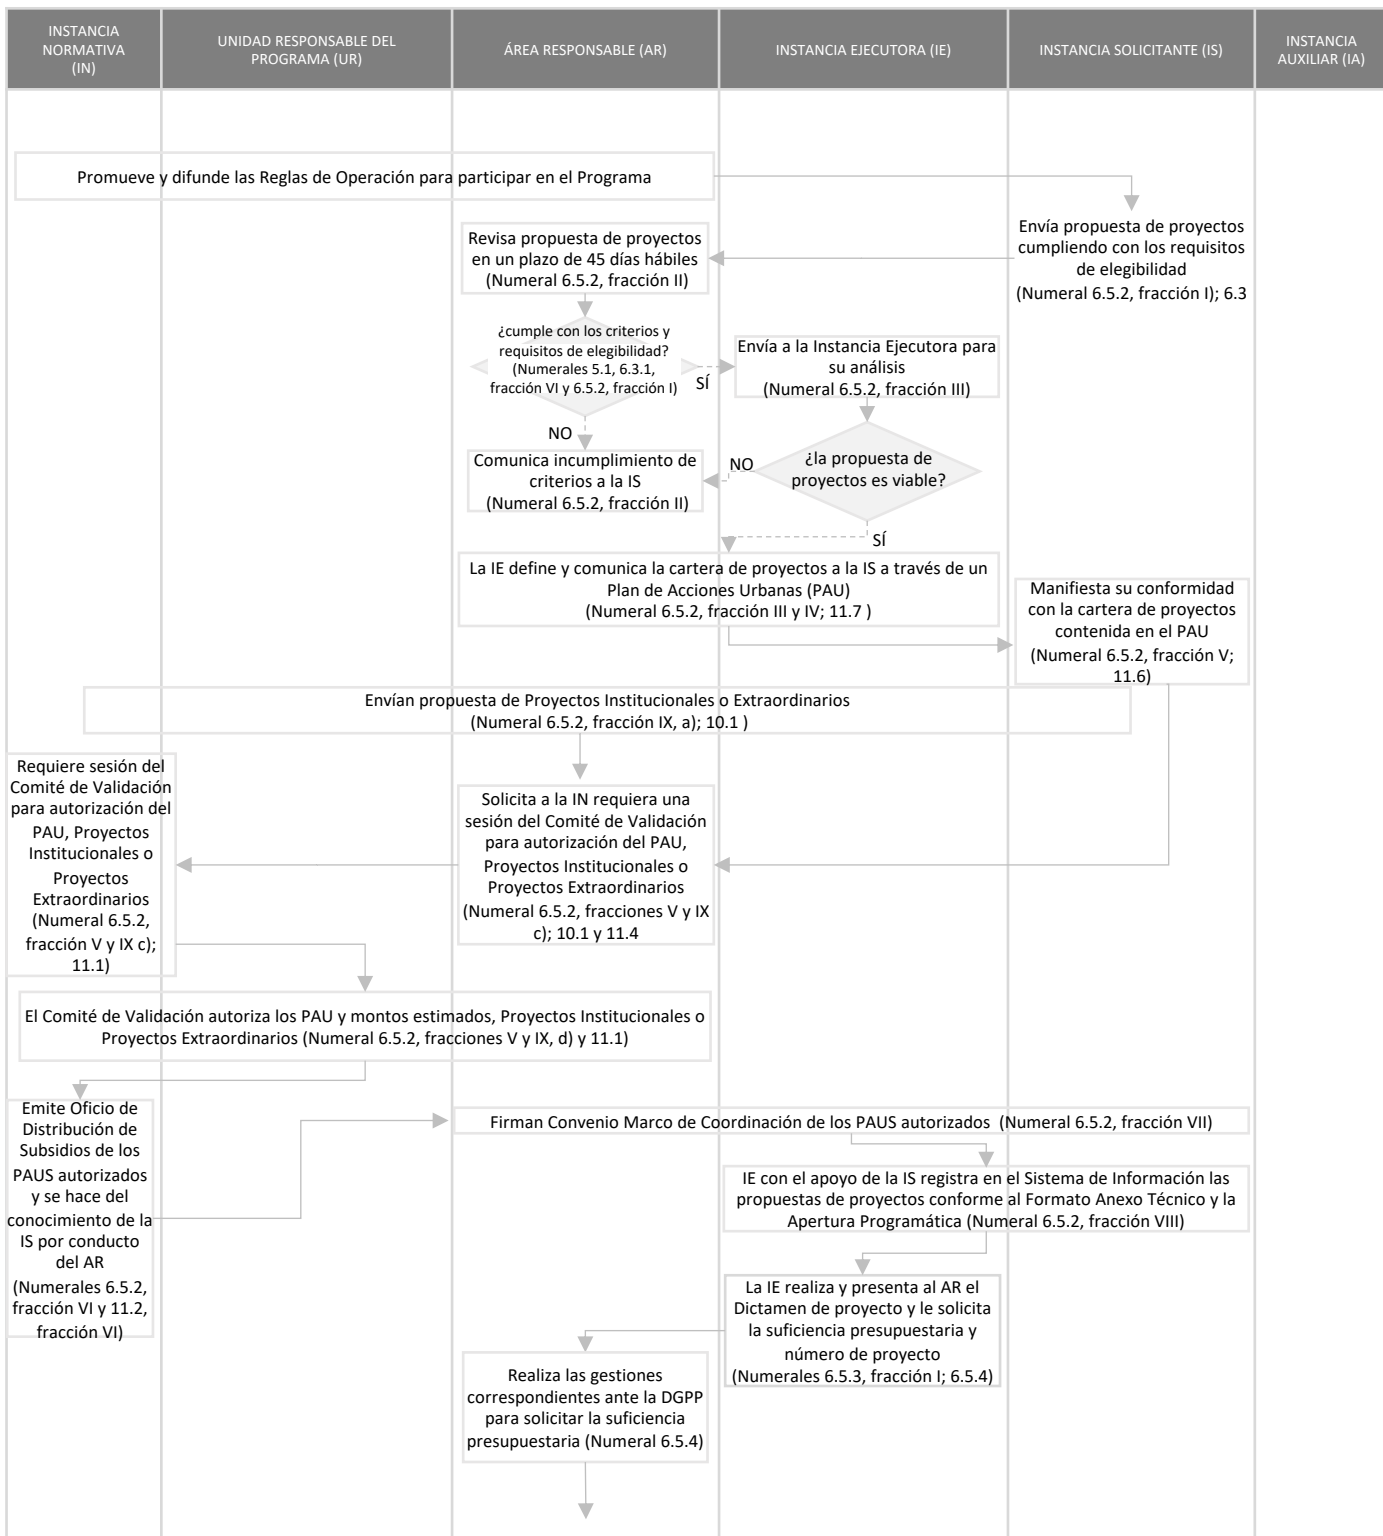 INSTANCIA
NORMATIVA
(IN)
UNIDAD RESPONSABLE DEL
PROGRAMA (UR)
ÁREA RESPONSABLE (AR)
INSTANCIA EJECUTORA (IE)
INSTANCIA SOLICITANTE (IS)
INSTANCIA
AUXILIAR (IA)
Promueve y difunde las Reglas de Operación para participar en el Programa
Envía propuesta de proyectos
cumpliendo con los requisitos
de elegibilidad
(Numeral 6.5.2, fracción I); 6.3
Revisa propuesta de proyectos
en un plazo de 45 días hábiles
(Numeral 6.5.2, fracción II)
¿cumple con los criterios y
requisitos de elegibilidad?
(Numerales 5.1, 6.3.1,
fracción VI y 6.5.2, fracción I)
SÍ
NO
Envía a la Instancia Ejecutora para
su análisis
(Numeral 6.5.2, fracción III)
Comunica incumplimiento de
criterios a la IS
(Numeral 6.5.2, fracción II)
NO
¿la propuesta de
proyectos es viable?
SÍ
La IE define y comunica la cartera de proyectos a la IS a través de un
Plan de Acciones Urbanas (PAU)
(Numeral 6.5.2, fracción III y IV; 11.7 )
Manifiesta su conformidad
con la cartera de proyectos
contenida en el PAU
(Numeral 6.5.2, fracción V;
11.6)
Envían propuesta de Proyectos Institucionales o Extraordinarios
(Numeral 6.5.2, fracción IX, a); 10.1 )
Requiere sesión del
Comité de Validación
para autorización del
PAU, Proyectos
Institucionales o
Proyectos
Extraordinarios
(Numeral 6.5.2,
fracción V y IX c);
11.1)
Solicita a la IN requiera una
sesión del Comité de Validación
para autorización del PAU,
Proyectos Institucionales o
Proyectos Extraordinarios
(Numeral 6.5.2, fracciones V y IX
c); 10.1 y 11.4
El Comité de Validación autoriza los PAU y montos estimados, Proyectos Institucionales o
Proyectos Extraordinarios (Numeral 6.5.2, fracciones V y IX, d) y 11.1)
Emite Oficio de
Distribución de
Subsidios de los
PAUS autorizados
y se hace del
conocimiento de la
IS por conducto
del AR
(Numerales 6.5.2,
fracción VI y 11.2,
fracción VI)
Firman Convenio Marco de Coordinación de los PAUS autorizados (Numeral 6.5.2, fracción VII)
IE con el apoyo de la IS registra en el Sistema de Información las
propuestas de proyectos conforme al Formato Anexo Técnico y la
Apertura Programática (Numeral 6.5.2, fracción VIII)
La IE realiza y presenta al AR el
Dictamen de proyecto y le solicita
la suficiencia presupuestaria y
número de proyecto
(Numerales 6.5.3, fracción I; 6.5.4)
Realiza las gestiones
correspondientes ante la DGPP
para solicitar la suficiencia
presupuestaria (Numeral 6.5.4)